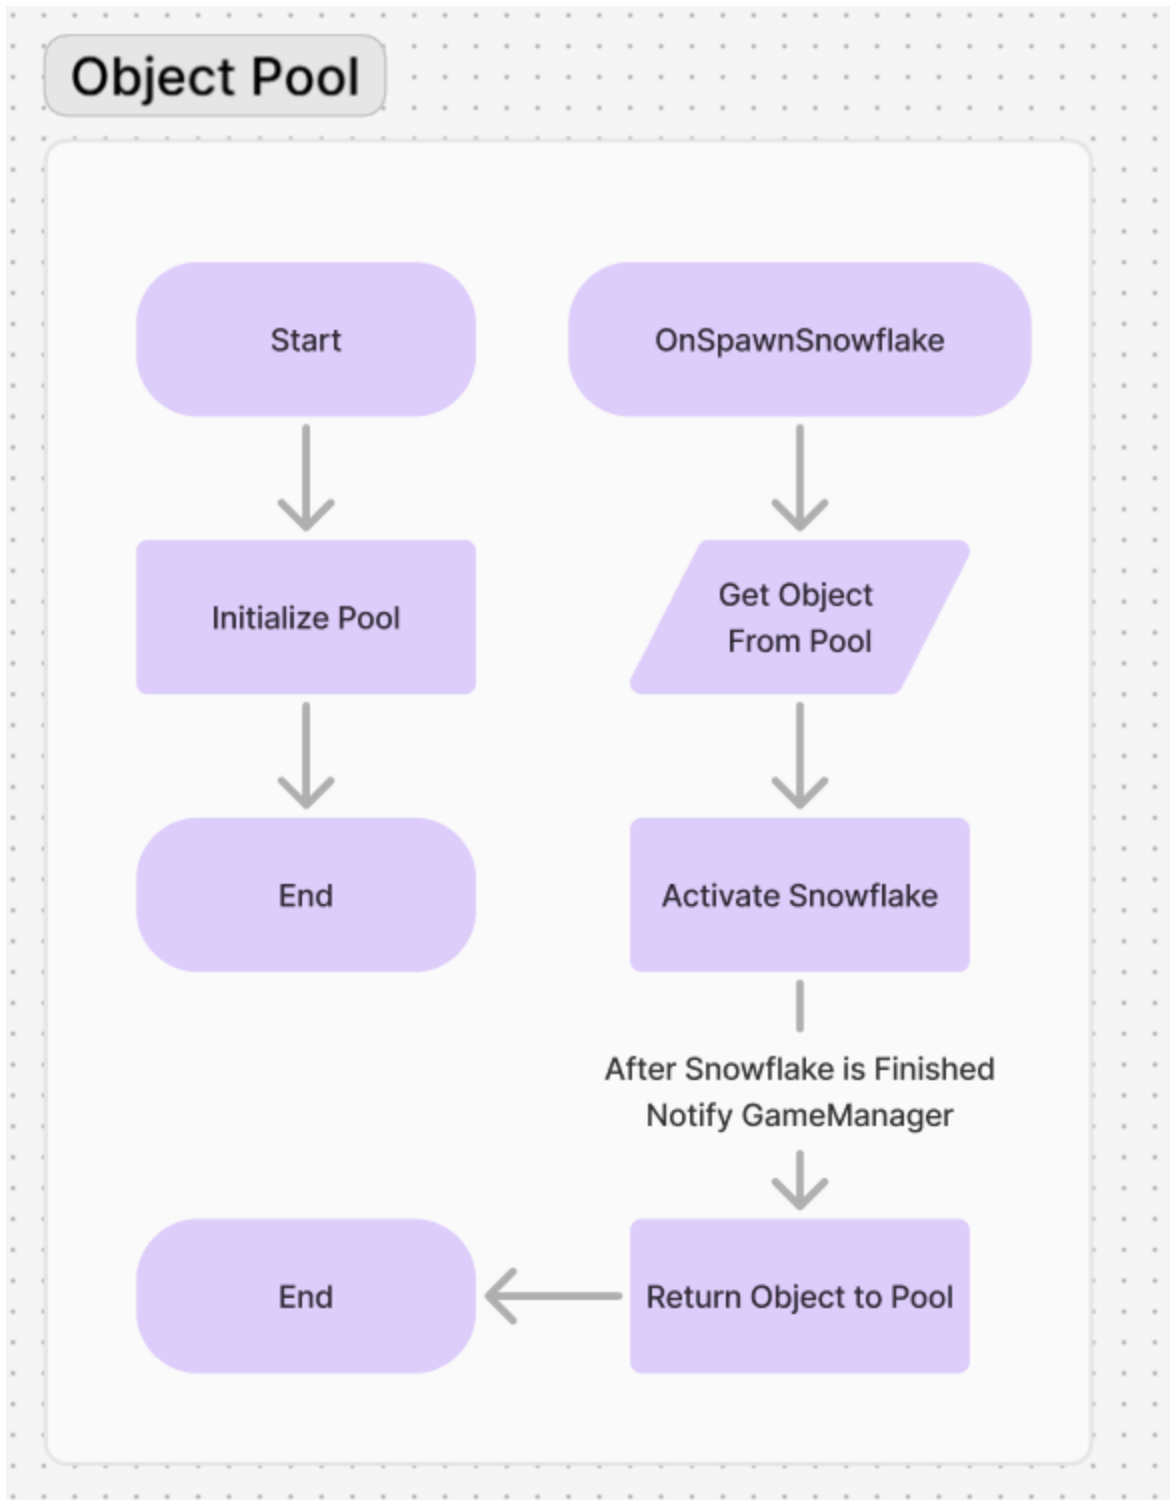 Object Pool
Start
Initialize Pool
End
OnSpawnSnowflake
Get Object
From Pool
Activate Snowflake
After Snowflake is Finished
Notify GameManager
Return Object to Pool
End